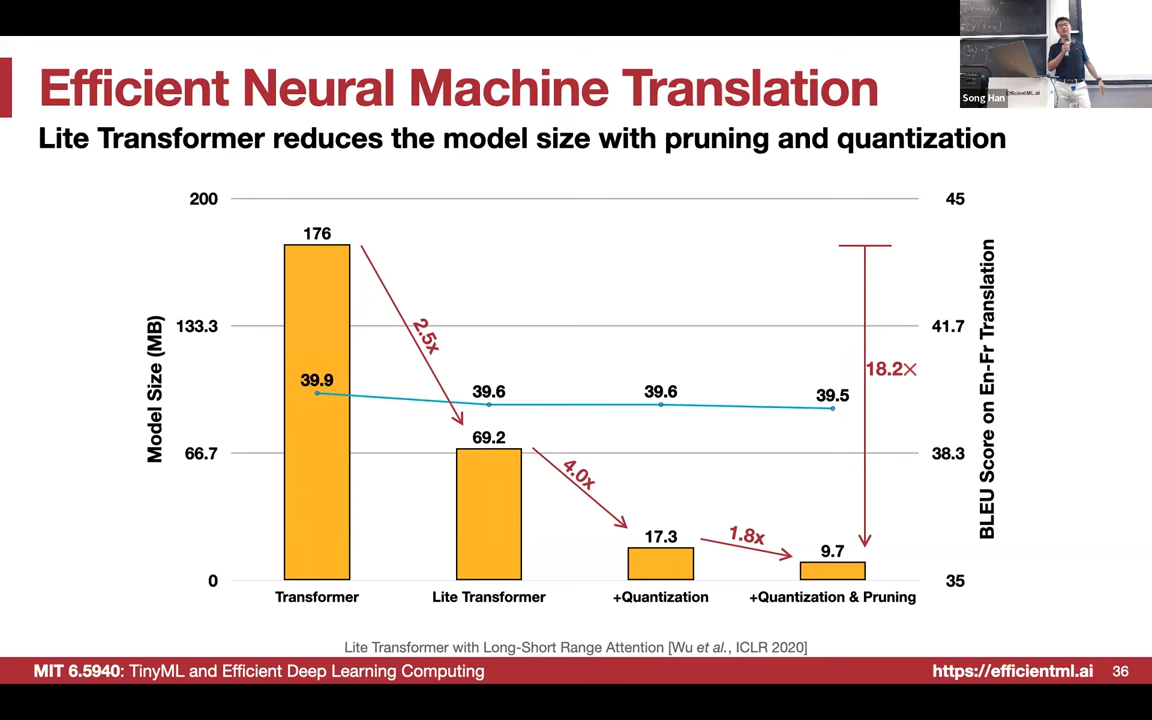 Efficient Neural Machine Translation
Lite Transformer reduces the model size with pruning and quantization
Song Han
EfficientML.ai
200
45
176
133.3
41.7
2.5x
18.2×
39.9
39.6
39.6
39.5
69.2
66.7
38.3
4.0x
1.8x
17.3
9.7
0
35
Model Size (MB)
BLEU Score on En-Fr Translation
Transformer
Lite Transformer
+Quantization
+Quantization & Pruning
Lite Transformer with Long-Short Range Attention [Wu et al., ICLR 2020]
MIT 6.5940: TinyML and Efficient Deep Learning Computing
https://efficientml.ai
36